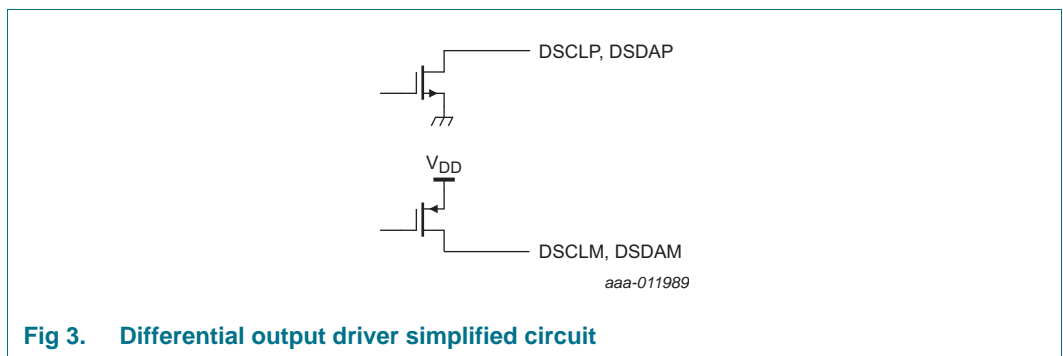 DSCLP, DSDAP
VDD
DSCLM, DSDAM
aaa-011989
Fig 3. Differential output driver simplified circuit